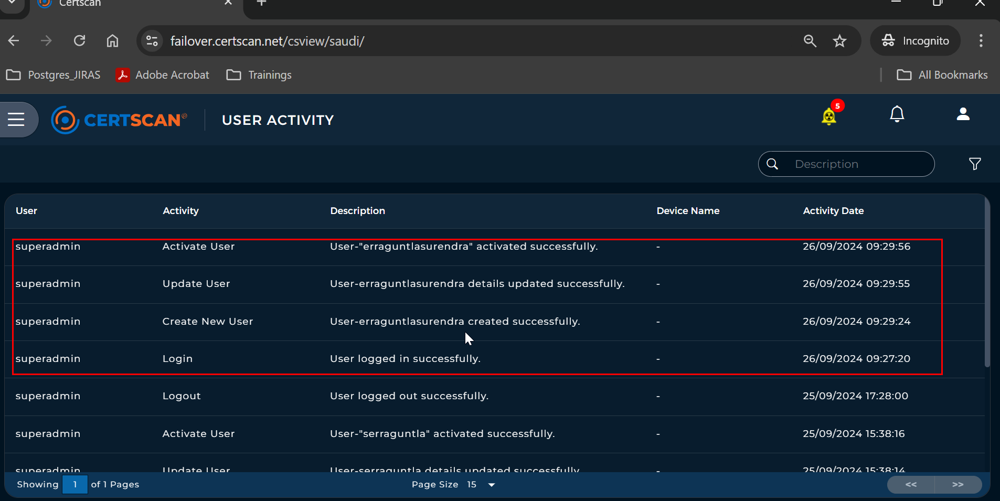 Certscan
failover.certscan.net/csview/saudi/
Incognito
Postgres_JIRAS
Adobe Acrobat
Trainings
All Bookmarks
CERTSCAN®
USER ACTIVITY
5
Description
User Activity Description Device Name Activity Date
superadmin Activate User User-"erraguntlasurendra" activated successfully. - 26/09/2024 09:29:56
superadmin Update User User-erraguntlasurendra details updated successfully. - 26/09/2024 09:29:55
superadmin Create New User User-erraguntlasurendra created successfully. - 26/09/2024 09:29:24
superadmin Login User logged in successfully. - 26/09/2024 09:27:20
superadmin Logout User logged out successfully. - 25/09/2024 17:28:00
superadmin Activate User User-"serraguntla" activated successfully. - 25/09/2024 15:38:16
superadmin Update User User-serraguntla details updated successfully. - 25/09/2024 15:38:14
Showing 1 of 1 Pages
Page Size 15
<< >>